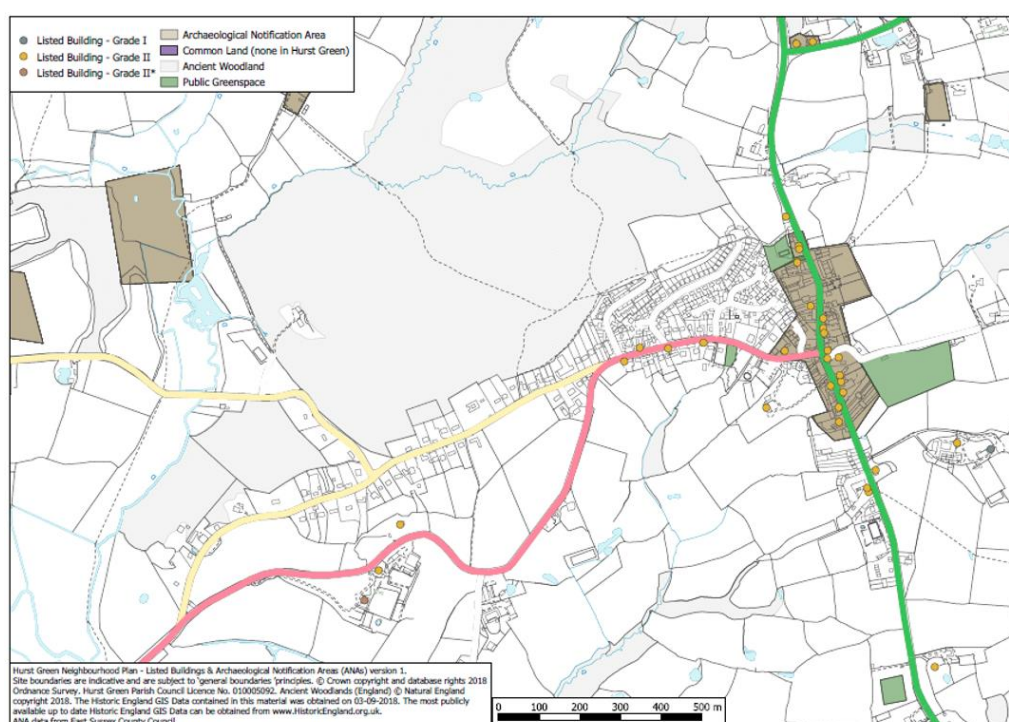 Listed Building - Grade I
Listed Building - Grade II
Listed Building - Grade II*
Archaeological Notification Area
Common Land (none in Hurst Green)
Ancient Woodland
Public Greenspace
Hurst Green Neighbourhood Plan - Listed Buildings & Archaeological Notification Areas (ANAs) version 1.
Site boundaries are indicative and are subject to 'general boundaries 'principles. © Crown copyright and database rights 2018
Ordnance Survey. Hurst Green Parish Council Licence No. 010005092. Ancient Woodlands (England) © Natural England
copyright 2018. The Historic England GIS Data contained in this material was obtained on 03-09-2018. The most publicly
available up to date Historic England GIS Data can be obtained from www.HistoricEngland.org.uk.
ANA data from East Sussex County Council
0 100 200 300 400 500 m